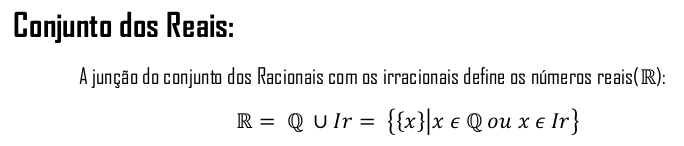 Conjunto dos Reais:
A junção do conjunto dos Racionais com os irracionais define os números reais(ℝ):
ℝ = ℚ ∪ Ir = {{x}|x ϵ ℚ ou x ϵ Ir}